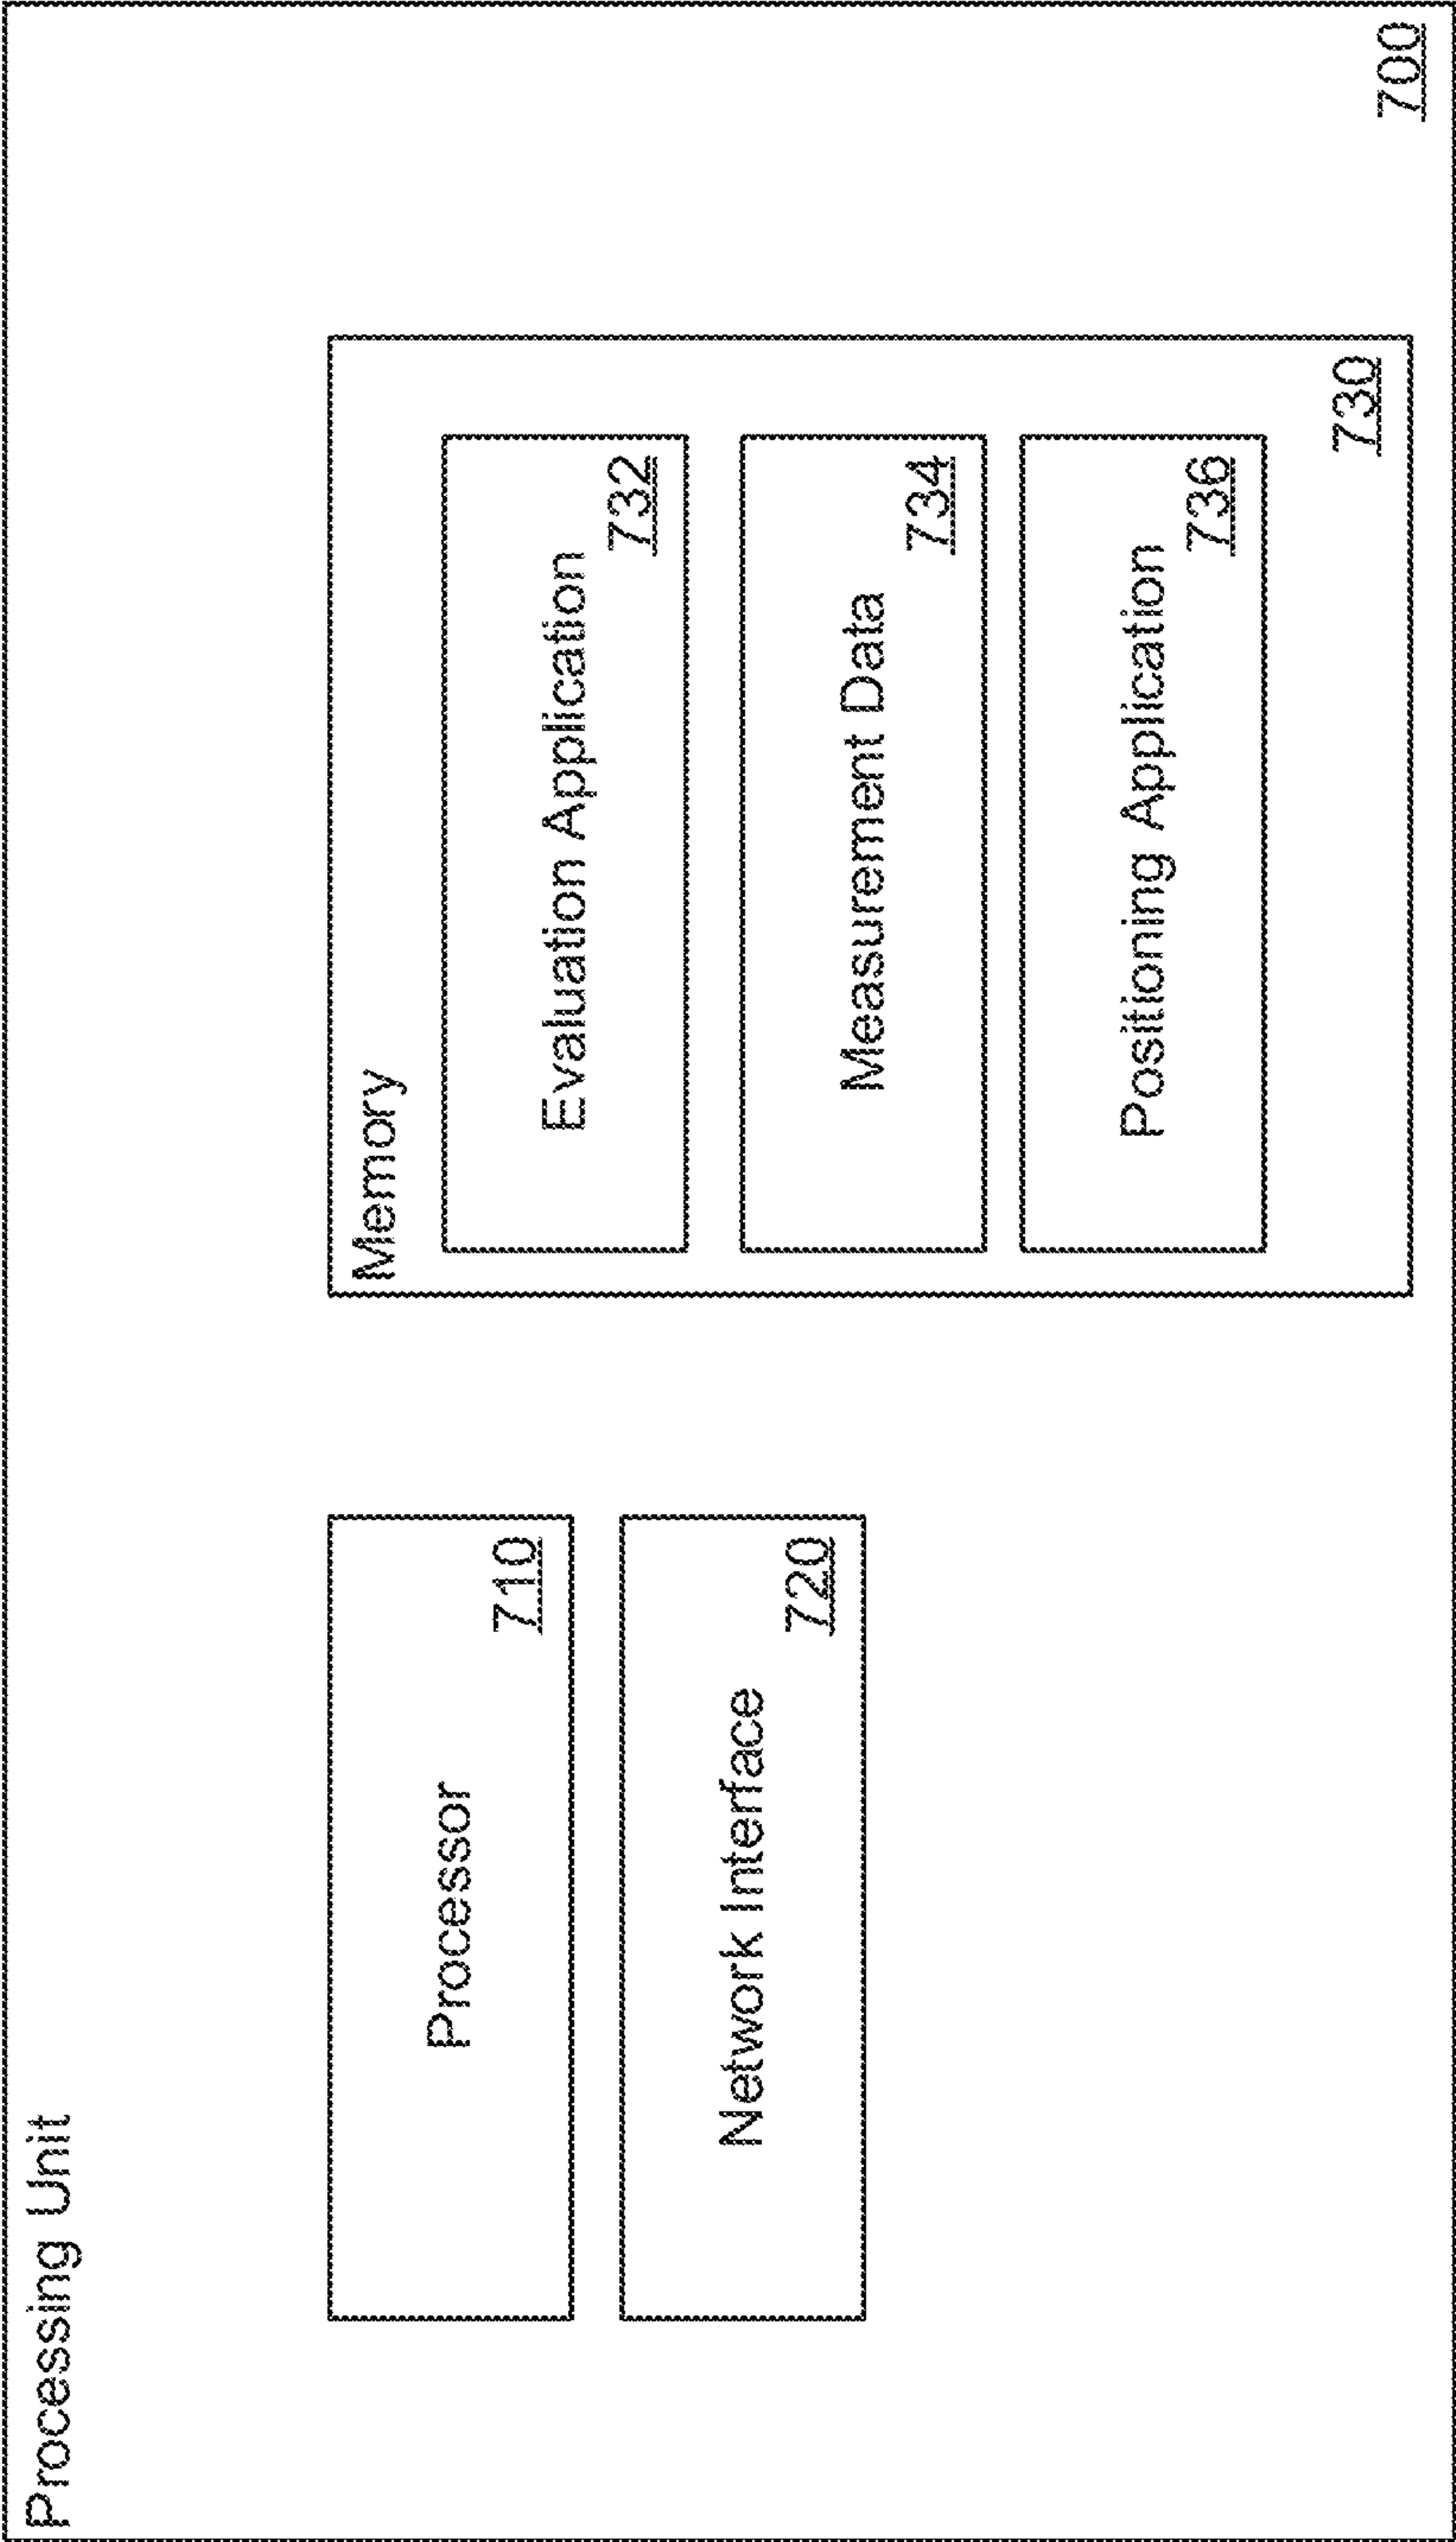 Processing Unit
Processor
710
Network Interface
720
Memory
Evaluation Application
732
Measurement Data
734
Positioning Application
736
730
700